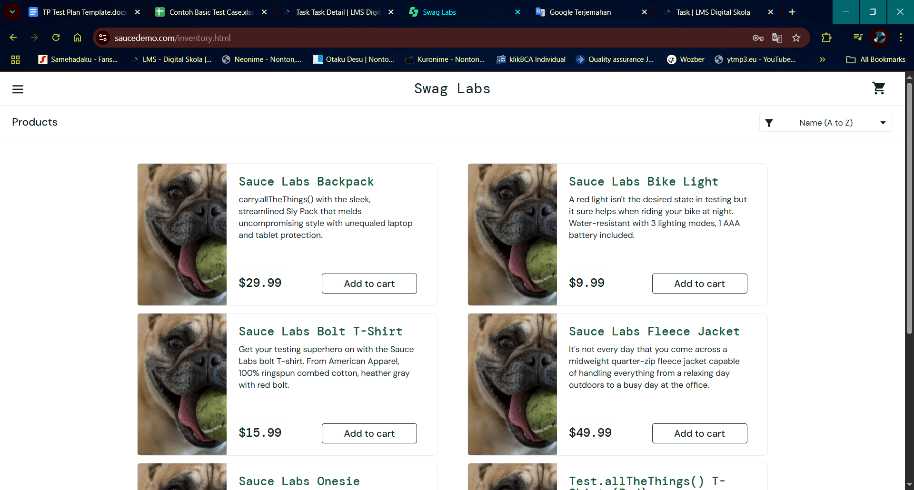 TP Test Plan Template.docx
Contoh Basic Test Case.xlsx
Task Task Detail | LMS Digi
Swag Labs
Google Terjemahan
Task | LMS Digital Skola
saucedemo.com/inventory.html
Samehadaku - Fans...
LMS - Digital Skola |...
Neonime - Nonton,...
Otaku Desu | Nonto...
Kuronime - Nonton...
klikBCA Individual
Quality assurance J...
Wozber
ytmp3.eu - YouTube...
All Bookmarks
Swag Labs
Products
Name (A to Z)
Sauce Labs Backpack
carry.allTheThings() with the sleek,
streamlined Sly Pack that melds
uncompromising style with unequaled laptop
and tablet protection.
$29.99
Add to cart
Sauce Labs Bike Light
A red light isn't the desired state in testing but
it sure helps when riding your bike at night.
Water-resistant with 3 lighting modes, 1 AAA
battery included.
$9.99
Add to cart
Sauce Labs Bolt T-Shirt
Get your testing superhero on with the Sauce
Labs bolt T-shirt. From American Apparel,
100% ringspun combed cotton, heather gray
with red bolt.
$15.99
Add to cart
Sauce Labs Fleece Jacket
It's not every day that you come across a
midweight quarter-zip fleece jacket capable
of handling everything from a relaxing day
outdoors to a busy day at the office.
$49.99
Add to cart
Sauce Labs Onesie
Test.allTheThings() T-